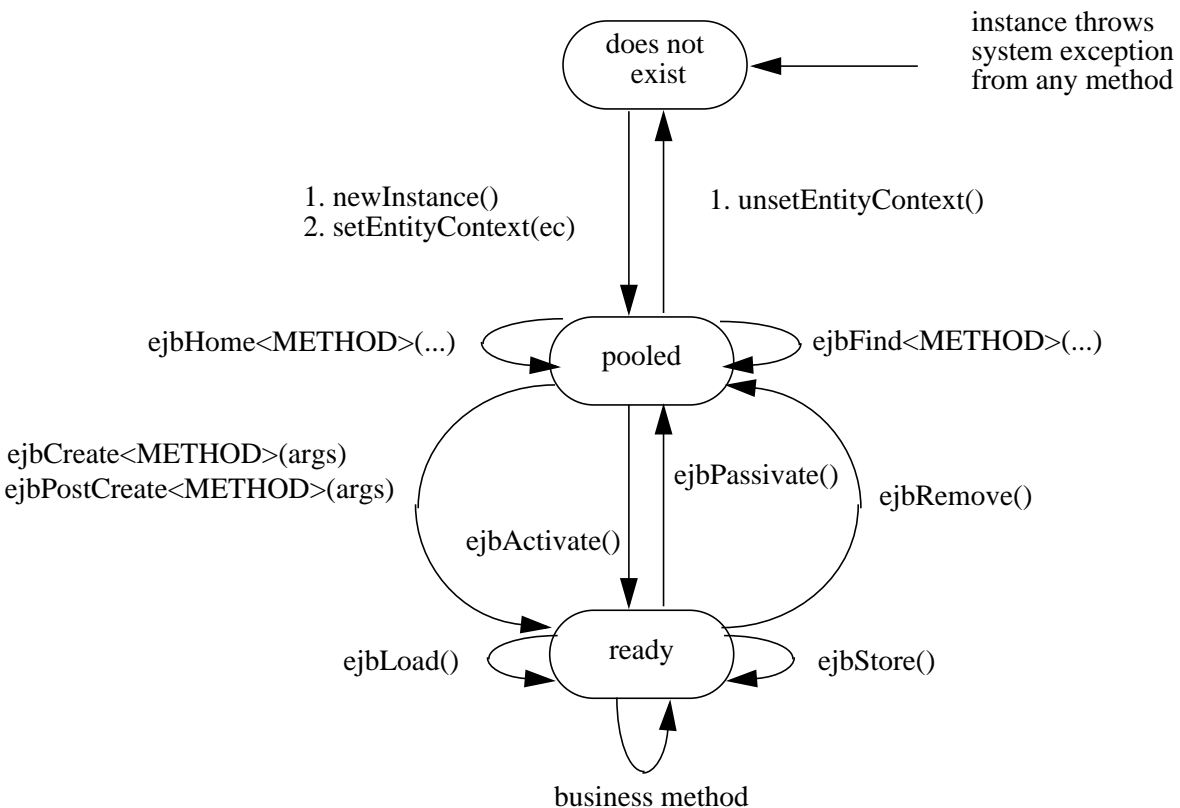 does not
exist
instance throws
system exception
from any method
1. newInstance()
2. setEntityContext(ec)
1. unsetEntityContext()
ejbHome<METHOD>(...)
pooled
ejbFind<METHOD>(...)
ejbCreate<METHOD>(args)
ejbPostCreate<METHOD>(args)
ejbPassivate()
ejbRemove()
ejbActivate()
ready
ejbLoad()
ejbStore()
business method